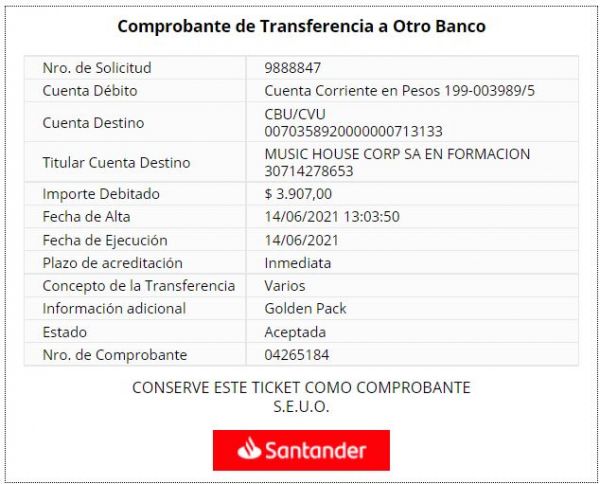 Comprobante de Transferencia a Otro Banco
Nro. de Solicitud 9888847
Cuenta Débito Cuenta Corriente en Pesos 199-003989/5
Cuenta Destino CBU/CVU
0070358920000000713133
Titular Cuenta Destino MUSIC HOUSE CORP SA EN FORMACION
30714278653
Importe Debitado $ 3.907,00
Fecha de Alta 14/06/2021 13:03:50
Fecha de Ejecución 14/06/2021
Plazo de acreditación Inmediata
Concepto de la Transferencia Varios
Información adicional Golden Pack
Estado Aceptada
Nro. de Comprobante 04265184
CONSERVE ESTE TICKET COMO COMPROBANTE
S.E.U.O.
Santander